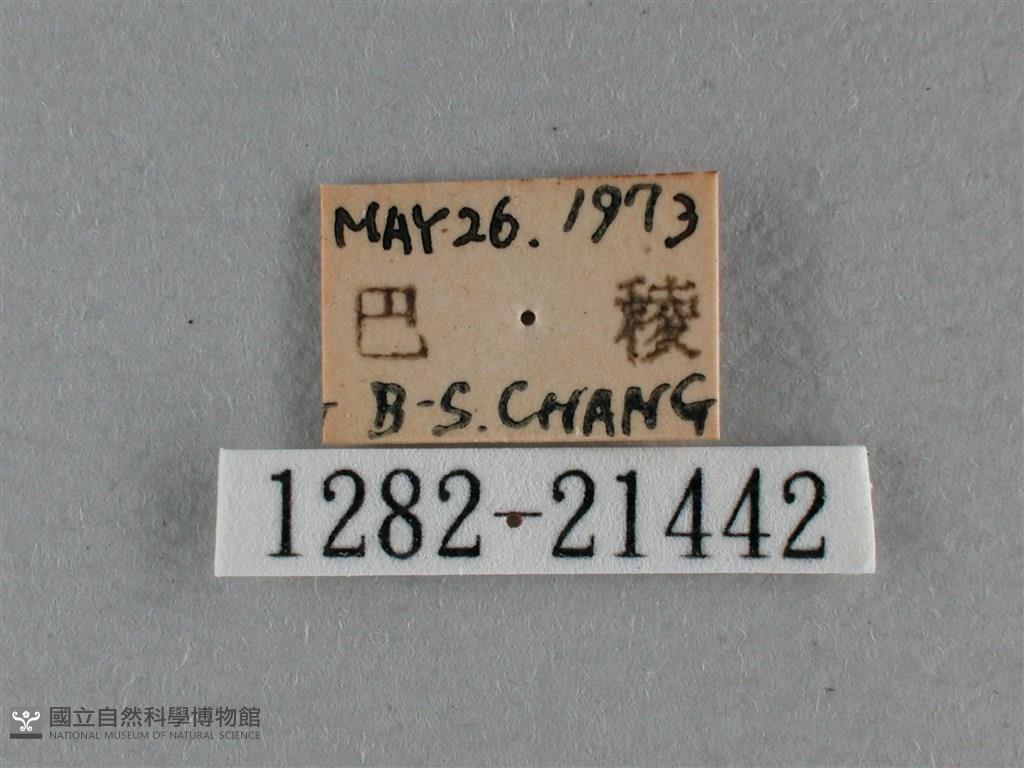 MAY 26. 1973
巴 稜
B-S. CHANG
1282-21442
國立自然科學博物館
NATIONAL MUSEUM OF NATURAL SCIENCE